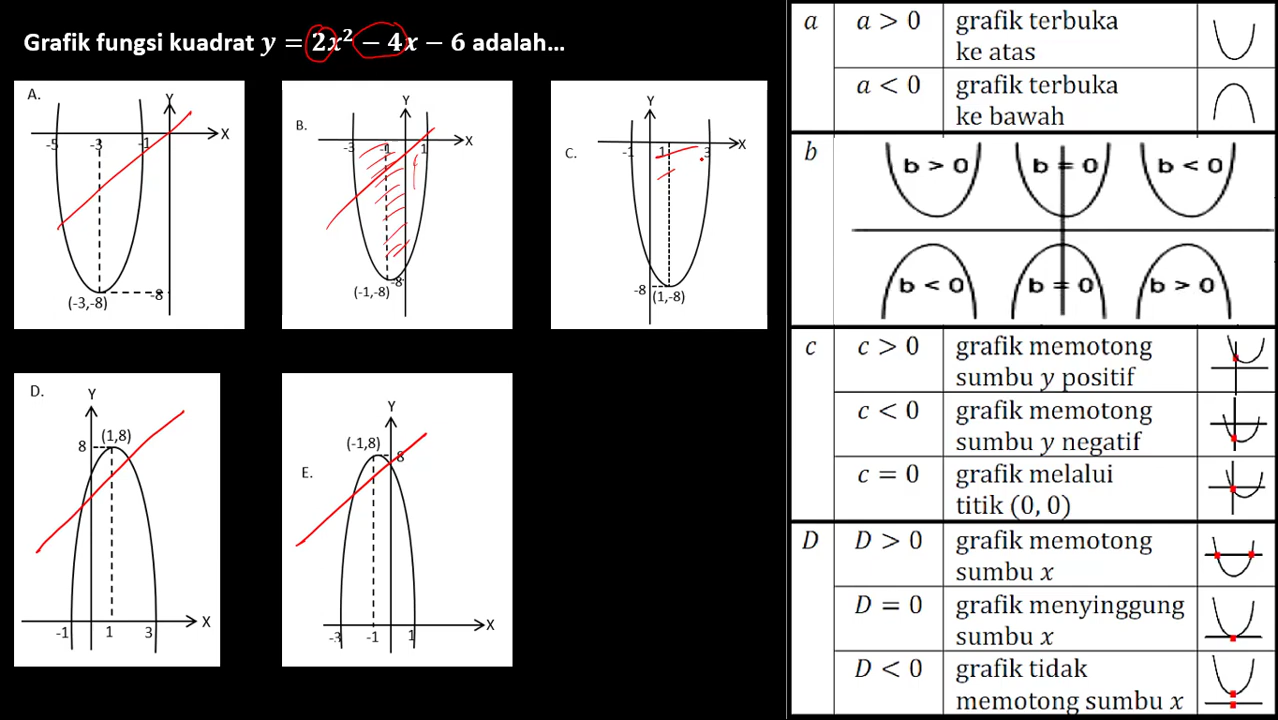 Grafik fungsi kuadrat y = 2x² − 4x − 6 adalah...
A.
Y
X
-5
-3
-1
(-3,-8)
-8
B.
Y
X
-3
-1
1
(-1,-8)
-8
C.
Y
X
-1
1
3
-8
(1,-8)
D.
Y
(1,8)
8
X
-1
1
3
E.
Y
(-1,8)
8
X
-3
-1
1
a
a > 0
grafik terbuka
ke atas
a < 0
grafik terbuka
ke bawah
b
b > 0
b = 0
b < 0
b < 0
b = 0
b > 0
c
c > 0
grafik memotong
sumbu y positif
c < 0
grafik memotong
sumbu y negatif
c = 0
grafik melalui
titik (0, 0)
D
D > 0
grafik memotong
sumbu x
D = 0
grafik menyinggung
sumbu x
D < 0
grafik tidak
memotong sumbu x